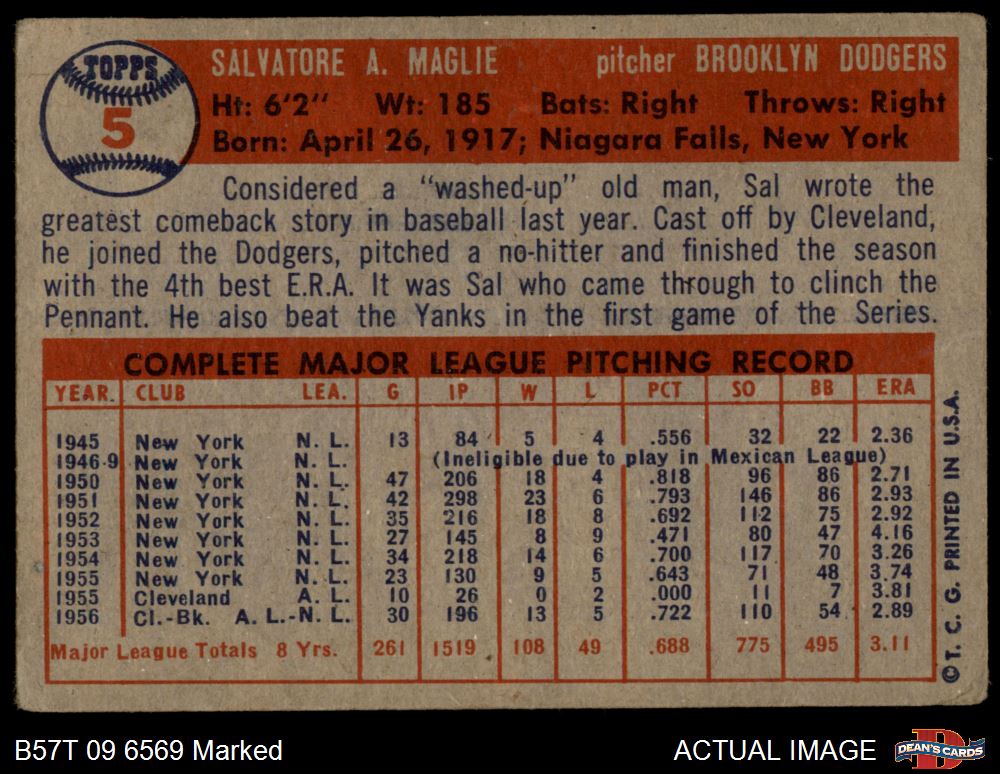 TOPPS
5
SALVATORE A. MAGLIE pitcher BROOKLYN DODGERS
Ht: 6'2" Wt: 185 Bats: Right Throws: Right
Born: April 26, 1917; Niagara Falls, New York
Considered a "washed-up" old man, Sal wrote the
greatest comeback story in baseball last year. Cast off by Cleveland,
he joined the Dodgers, pitched a no-hitter and finished the season
with the 4th best E.R.A. It was Sal who came through to clinch the
Pennant. He also beat the Yanks in the first game of the Series.
COMPLETE MAJOR LEAGUE PITCHING RECORD
YEAR. CLUB LEA. G IP W L PCT SO BB ERA
1945 New York N. L. 13 84 5 4 .556 32 22 2.36
1946-9 New York N. L. (Ineligible due to play in Mexican League)
1950 New York N. L. 47 206 18 4 .818 96 86 2.71
1951 New York N. L. 42 298 23 6 .793 146 86 2.93
1952 New York N. L. 35 216 18 8 .692 112 75 2.92
1953 New York N. L. 27 145 8 9 .471 80 47 4.16
1954 New York N. L. 34 218 14 6 .700 117 70 3.26
1955 New York N. L. 23 130 9 5 .643 71 48 3.74
1955 Cleveland A. L. 10 26 0 2 .000 11 7 3.81
1956 Cl.-Bk. A. L.-N. L. 30 196 13 5 .722 110 54 2.89
Major League Totals 8 Yrs. 261 1519 108 49 .688 775 495 3.11
© T. C. G. PRINTED IN U.S.A.
B57T 09 6569 Marked
ACTUAL IMAGE
D
DEAN'S CARDS